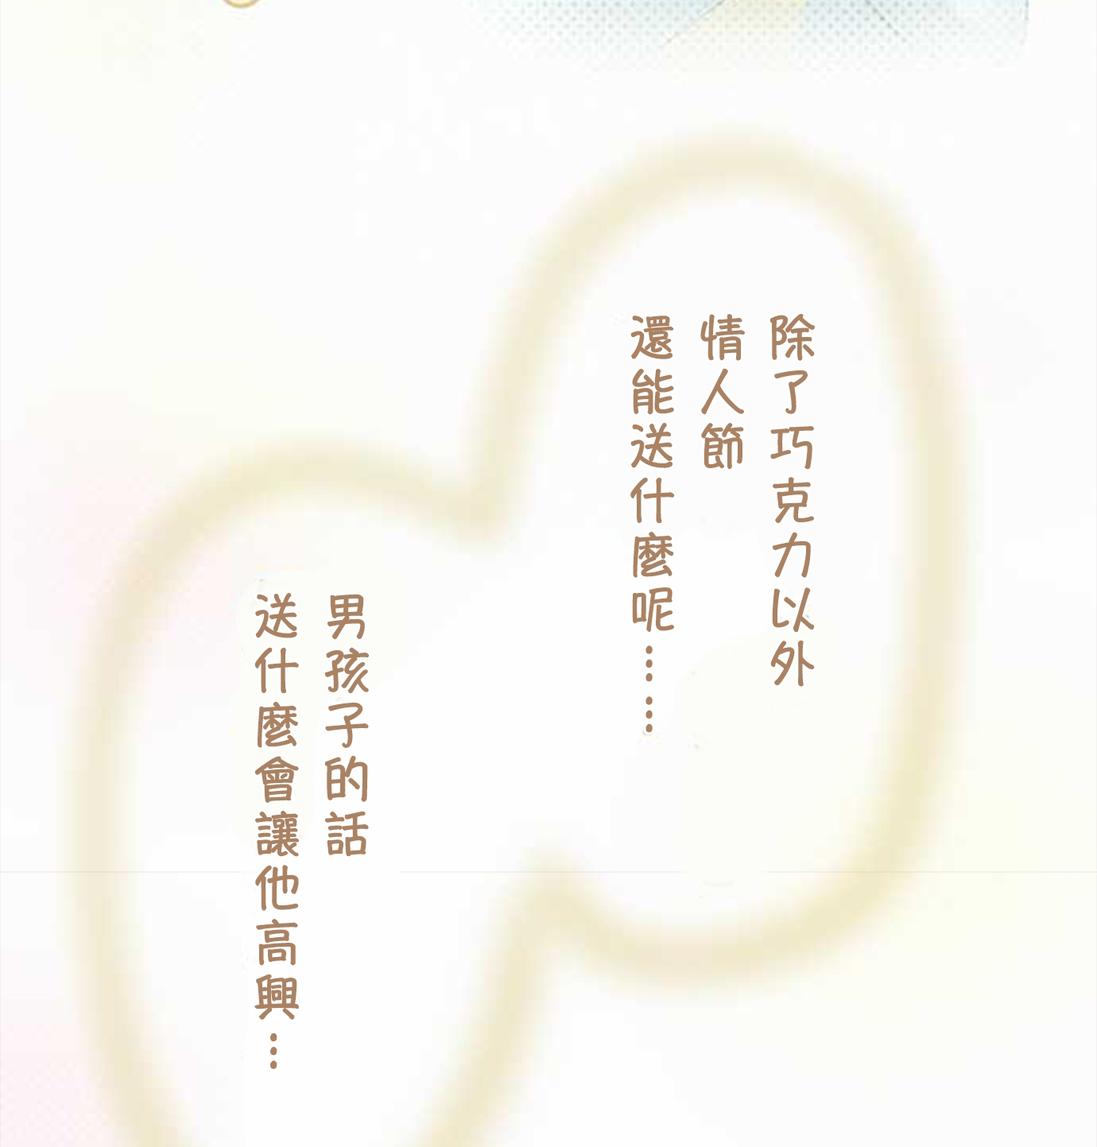 除了巧克力以外
情人節
還能送什麼呢……
男孩子的話
送什麼會讓他高興…